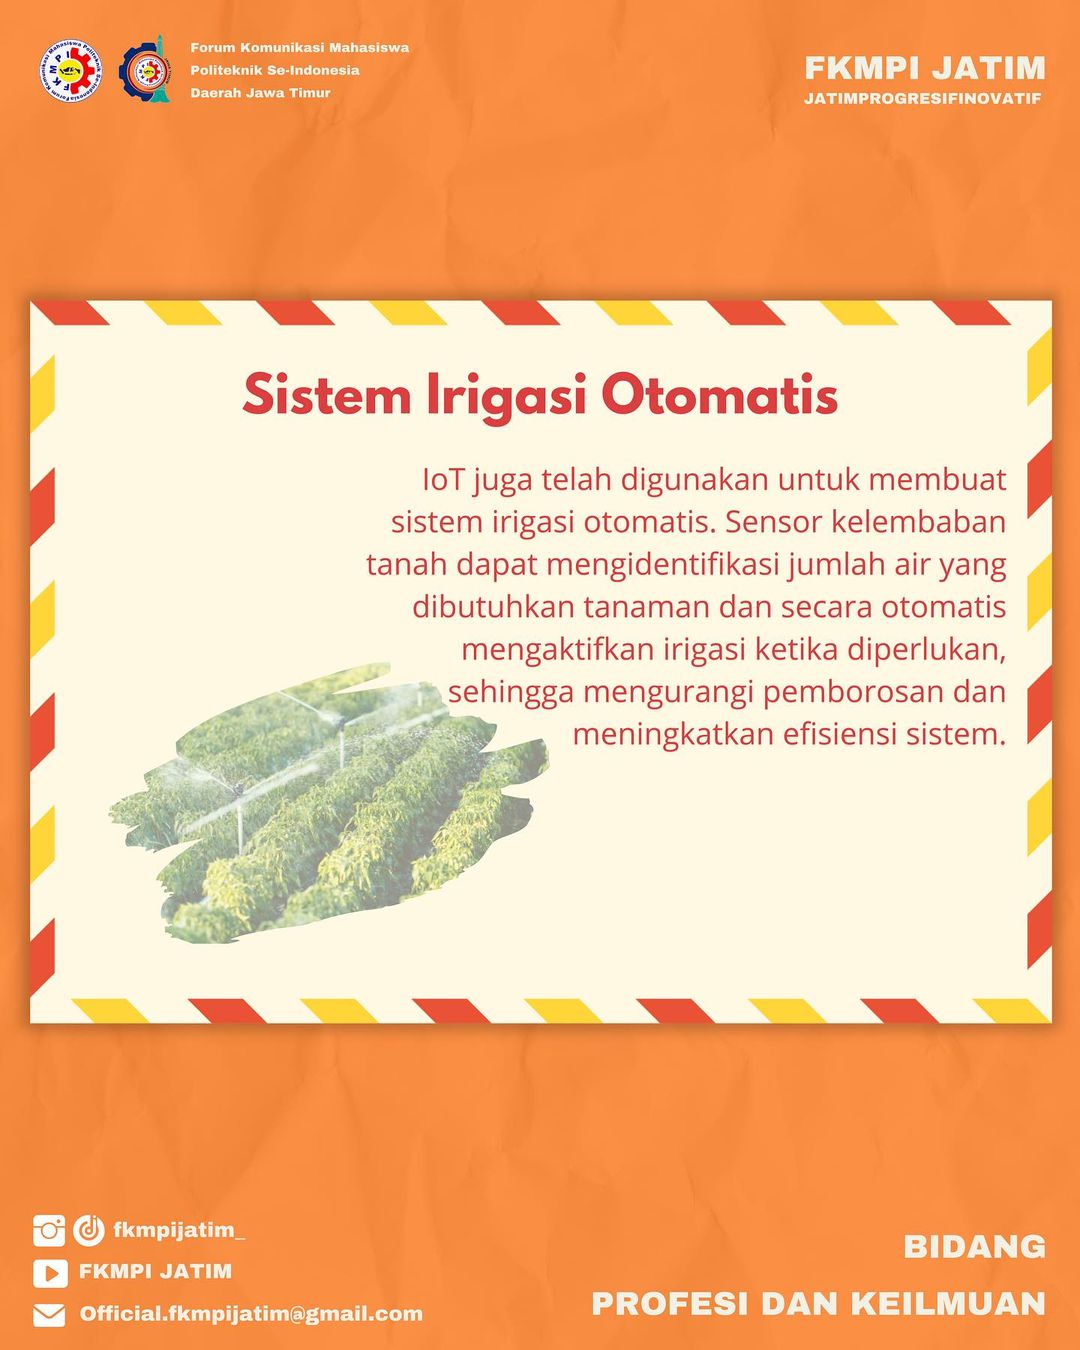 Forum Komunikasi Mahasiswa
Politeknik Se-Indonesia
Daerah Jawa Timur
FKMPI JATIM
JATIMPROGRESIFINOVATIF
Sistem Irigasi Otomatis
IoT juga telah digunakan untuk membuat
sistem irigasi otomatis. Sensor kelembaban
tanah dapat mengidentifikasi jumlah air yang
dibutuhkan tanaman dan secara otomatis
mengaktifkan irigasi ketika diperlukan,
sehingga mengurangi pemborosan dan
meningkatkan efisiensi sistem.
fkmpijatim_
FKMPI JATIM
Official.fkmpijatim@gmail.com
BIDANG
PROFESI DAN KEILMUAN